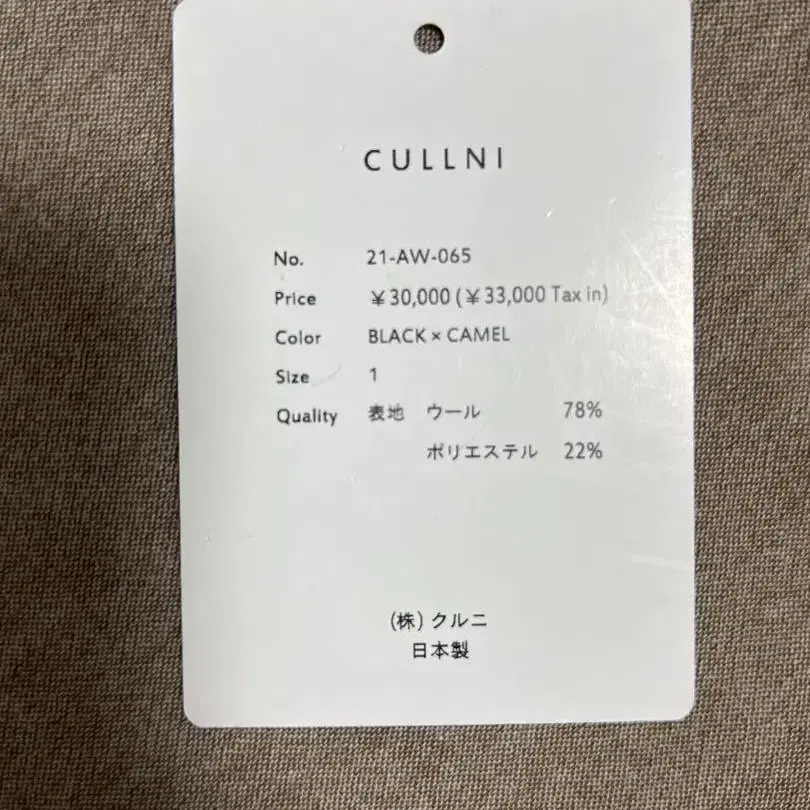 CULLNI
No. 21-AW-065
Price ￥30,000 (￥33,000 Tax in)
Color BLACK × CAMEL
Size 1
Quality 表地 ウール 78%
ポリエステル 22%
(株) クルニ
日本製